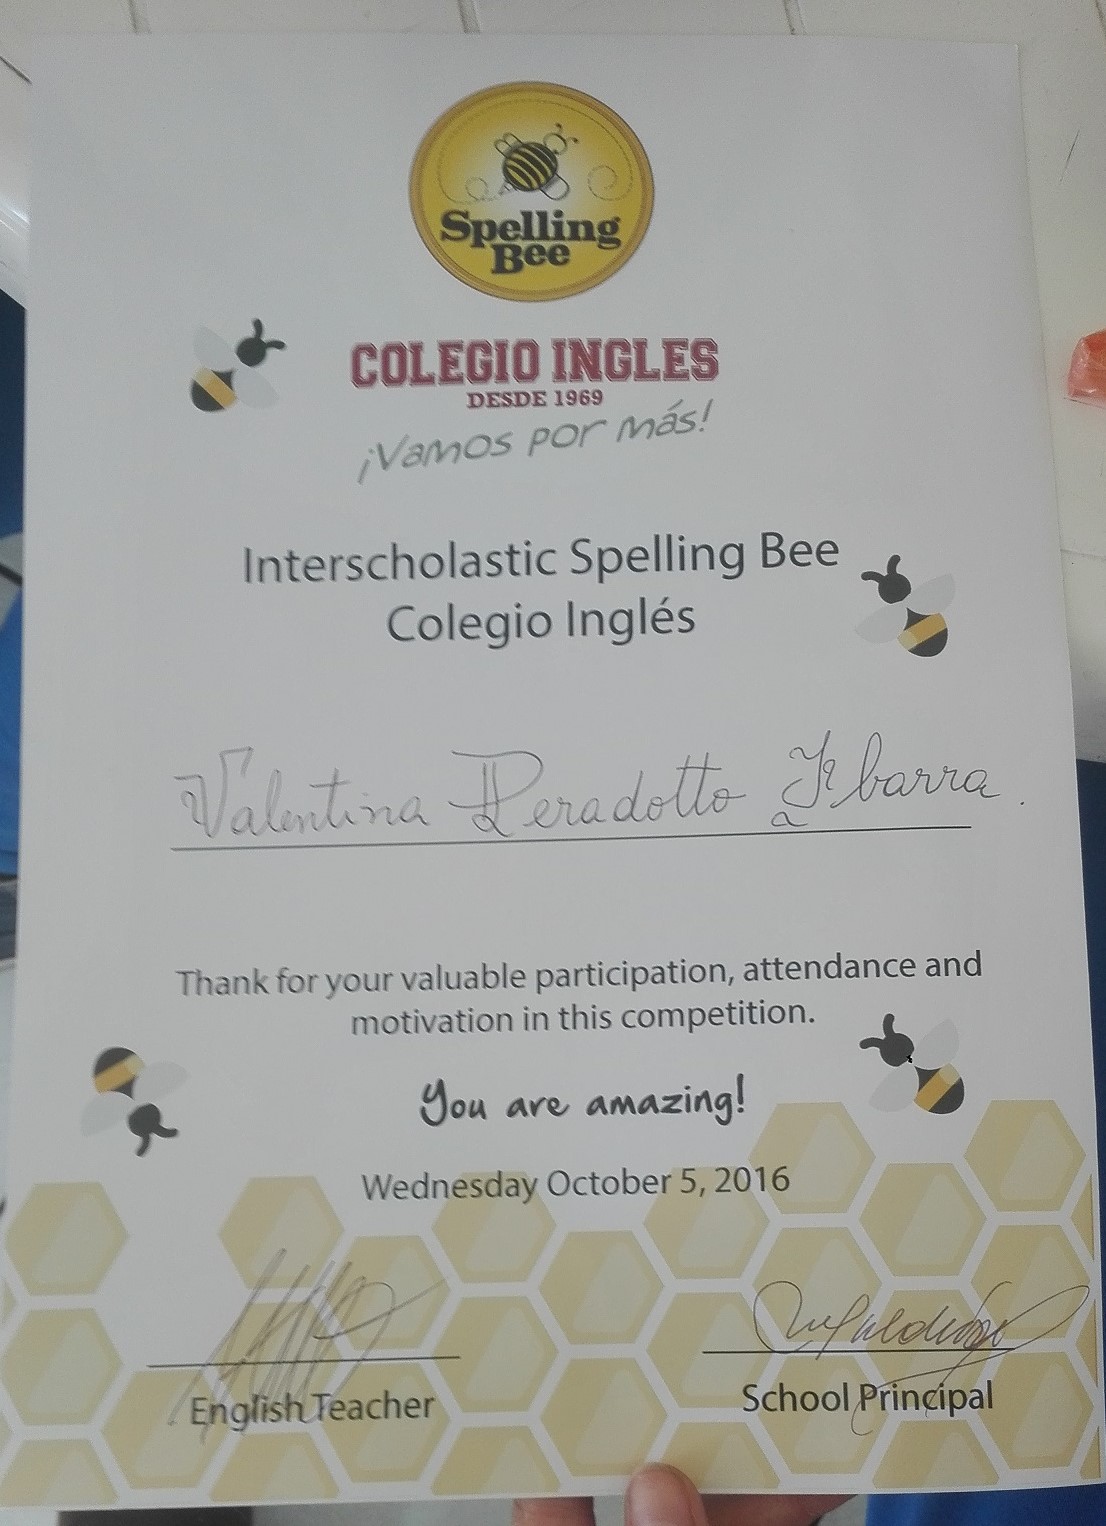 Spelling
Bee
COLEGIO INGLES
DESDE 1969
¡Vamos por más!
Interscholastic Spelling Bee
Colegio Inglés
Valentina Peradotto Ibarra.
Thank for your valuable participation, attendance and
motivation in this competition.
You are amazing!
Wednesday October 5, 2016
English Teacher
School Principal